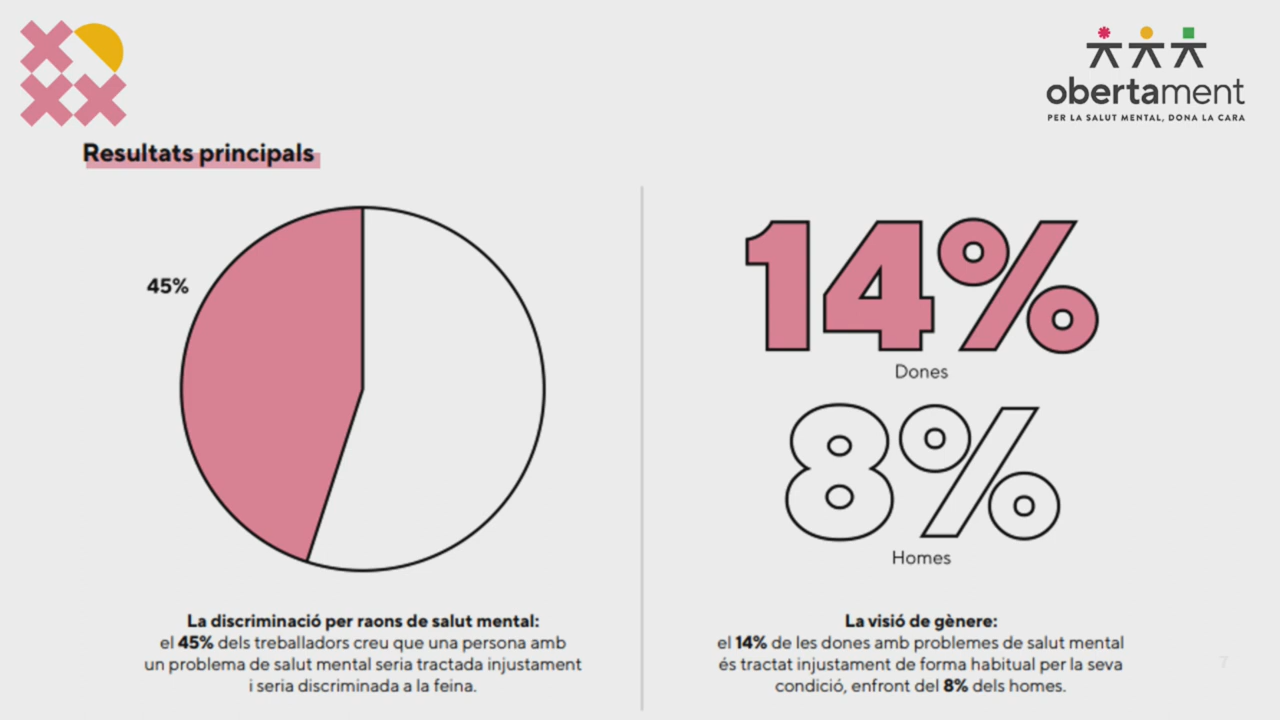 obertament
PER LA SALUT MENTAL, DONA LA CARA
Resultats principals
45%
La discriminació per raons de salut mental:
el 45% dels treballadors creu que una persona amb
un problema de salut mental seria tractada injustament
i seria discriminada a la feina.
14%
Dones
8%
Homes
La visió de gènere:
el 14% de les dones amb problemes de salut mental
és tractat injustament de forma habitual per la seva
condició, enfront del 8% dels homes.
7